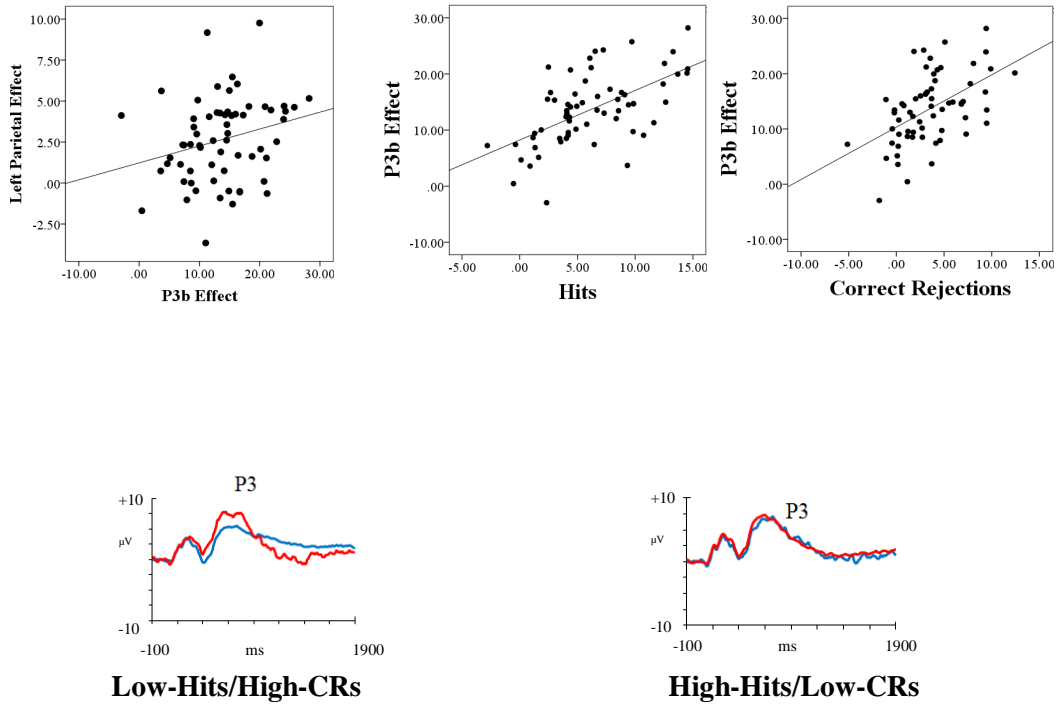 Left Parietal Effect
10.00
7.50
5.00
2.50
.00
-2.50
-10.00 .00 10.00 20.00 30.00
P3b Effect
P3b Effect
30.00
20.00
10.00
.00
-10.00
-5.00 .00 5.00 10.00 15.00
Hits
P3b Effect
30.00
20.00
10.00
.00
-10.00
-10.00 -5.00 .00 5.00 10.00 15.00
Correct Rejections
P3
+10
µV
-10
-100 ms 1900
Low-Hits/High-CRs
P3
+10
µV
-10
-100 ms 1900
High-Hits/Low-CRs